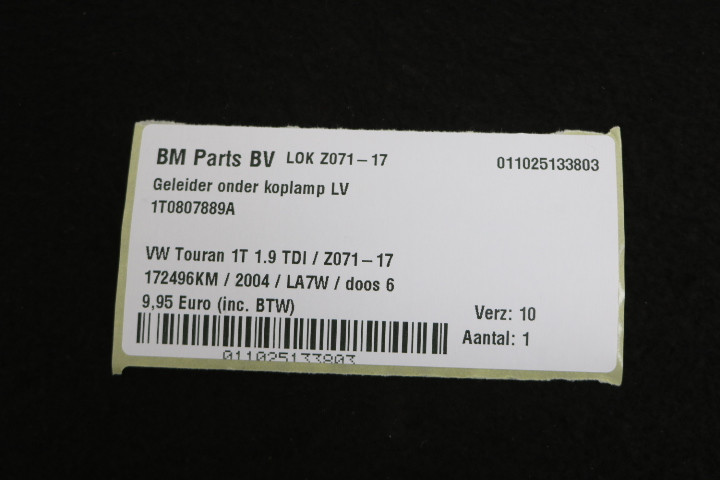 BM Parts BV LOK Z071-17 011025133803
Geleider onder koplamp LV
1T0807889A
VW Touran 1T 1.9 TDI / Z071-17
172496KM / 2004 / LA7W / doos 6
9,95 Euro (inc. BTW)
Verz: 10
Aantal: 1
011025133803